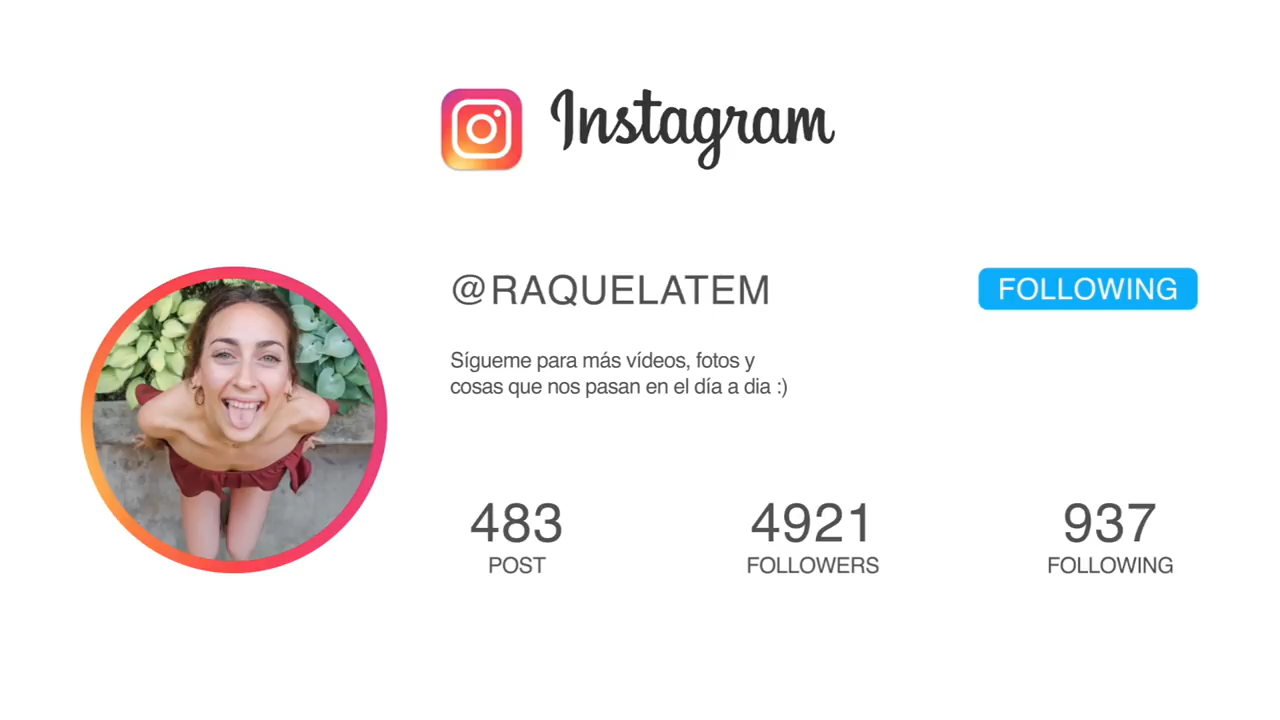 Instagram
@RAQUELATEM
FOLLOWING
Sígueme para más vídeos, fotos y
cosas que nos pasan en el día a dia :)
483
POST
4921
FOLLOWERS
937
FOLLOWING